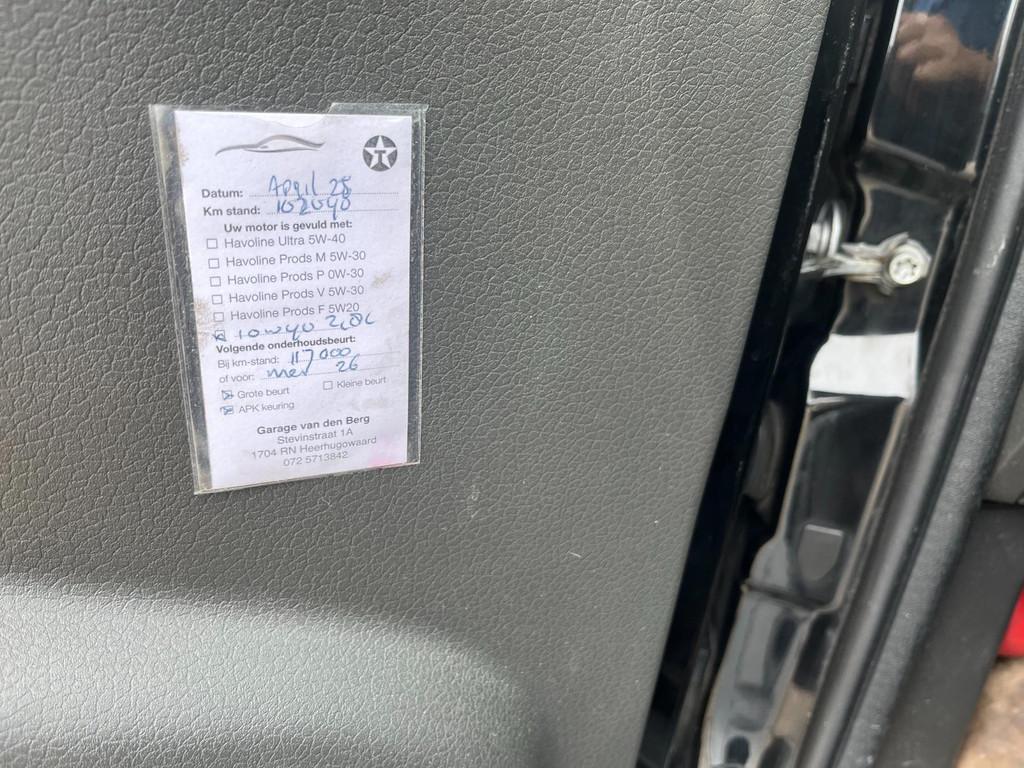 T
Datum: April 25
Km stand: 102040
Uw motor is gevuld met:
Havoline Ultra 5W-40
Havoline Prods M 5W-30
Havoline Prods P 0W-30
Havoline Prods V 5W-30
Havoline Prods F 5W20
10w40 2,8L
Volgende onderhoudsbeurt:
Bij km-stand: 117000
of voor: mei 26
Grote beurt Kleine beurt
APK keuring
Garage van den Berg
Stevinstraat 1A
1704 RN Heerhugowaard
072 5713842